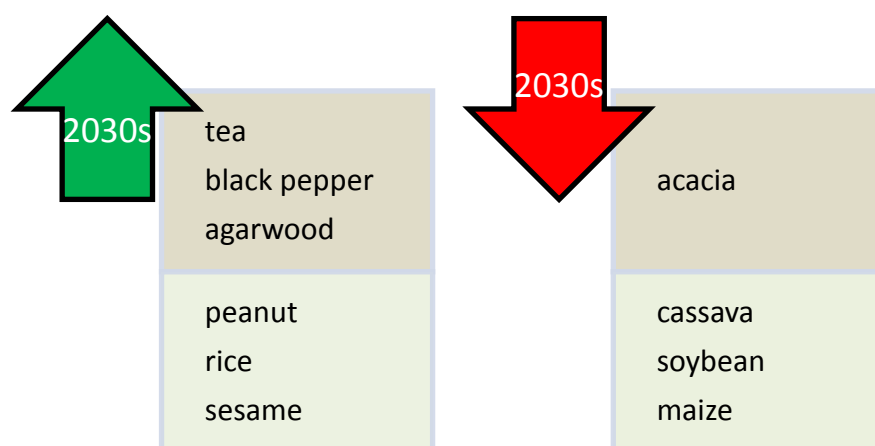 2030s
tea
black pepper
agarwood
peanut
rice
sesame
2030s
acacia
cassava
soybean
maize